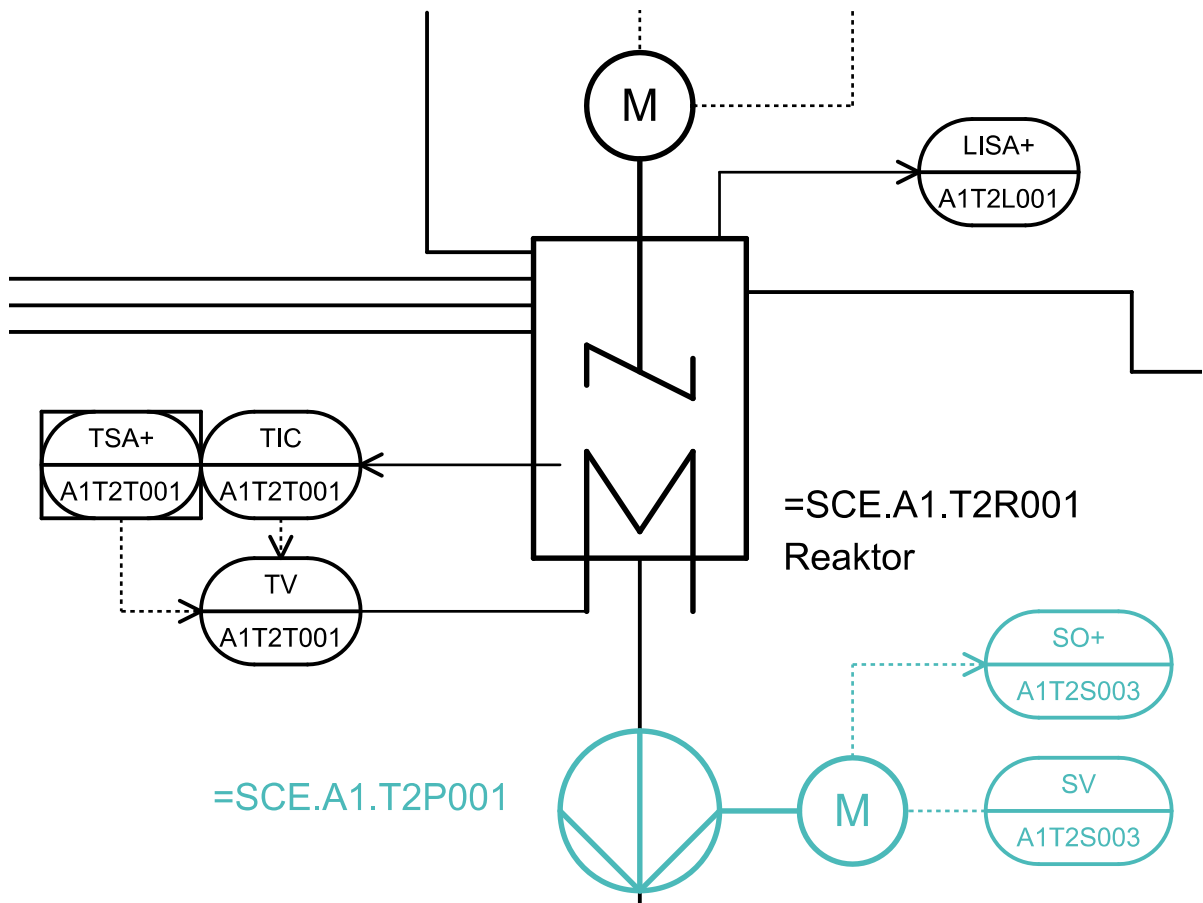 M
LISA+
A1T2L001
TSA+
A1T2T001
TIC
A1T2T001
=SCE.A1.T2R001
Reaktor
TV
A1T2T001
SO+
A1T2S003
=SCE.A1.T2P001
M
SV
A1T2S003